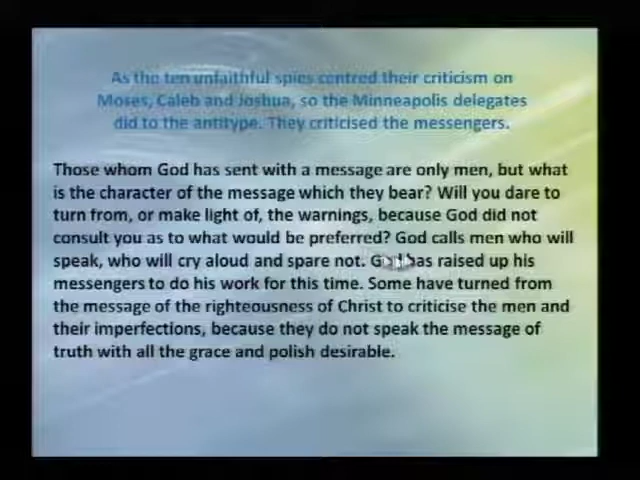 As the ten unfaithful spies centred their criticism on
Moses, Caleb and Joshua, so the Minneapolis delegates
did to the antitype. They criticised the messengers.
Those whom God has sent with a message are only men, but what
is the character of the message which they bear? Will you dare to
turn from, or make light of, the warnings, because God did not
consult you as to what would be preferred? God calls men who will
speak, who will cry aloud and spare not. God has raised up his
messengers to do his work for this time. Some have turned from
the message of the righteousness of Christ to criticise the men and
their imperfections, because they do not speak the message of
truth with all the grace and polish desirable.